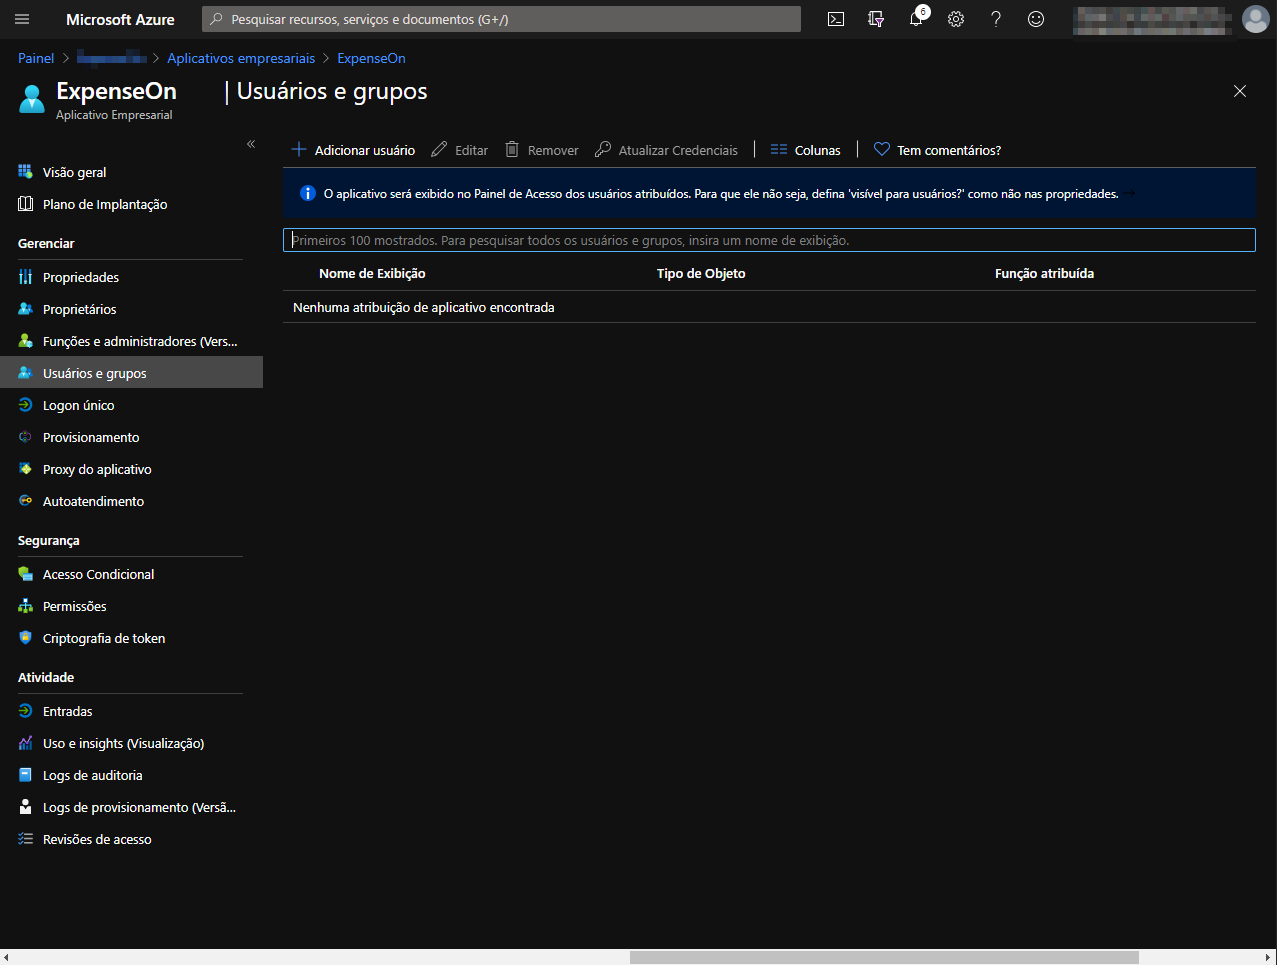 Microsoft Azure
Pesquisar recursos, serviços e documentos (G+/)
6
Painel > > Aplicativos empresariais > ExpenseOn
ExpenseOn | Usuários e grupos
Aplicativo Empresarial
«
Adicionar usuário
Editar
Remover
Atualizar Credenciais
Colunas
Tem comentários?
O aplicativo será exibido no Painel de Acesso dos usuários atribuídos. Para que ele não seja, defina 'visível para usuários?' como não nas propriedades. →
Primeiros 100 mostrados. Para pesquisar todos os usuários e grupos, insira um nome de exibição.
Nome de Exibição
Tipo de Objeto
Função atribuída
Nenhuma atribuição de aplicativo encontrada
Visão geral
Plano de Implantação
Gerenciar
Propriedades
Proprietários
Funções e administradores (Vers...
Usuários e grupos
Logon único
Provisionamento
Proxy do aplicativo
Autoatendimento
Segurança
Acesso Condicional
Permissões
Criptografia de token
Atividade
Entradas
Uso e insights (Visualização)
Logs de auditoria
Logs de provisionamento (Versã...
Revisões de acesso